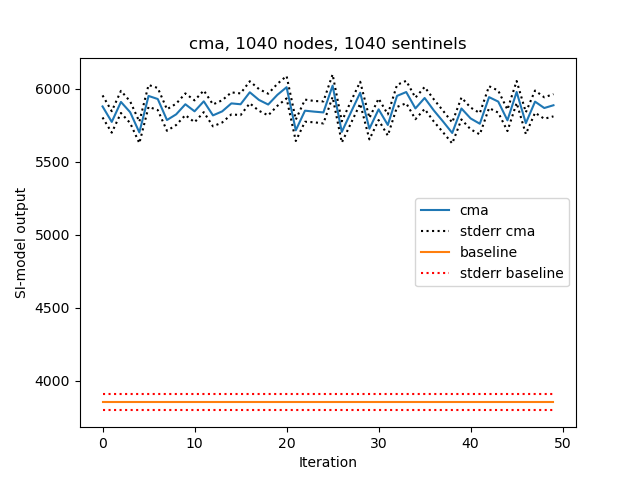 cma, 1040 nodes, 1040 sentinels
6000
5500
5000
4500
4000
SI-model output
cma
stderr cma
baseline
stderr baseline
0
10
20
30
40
50
Iteration